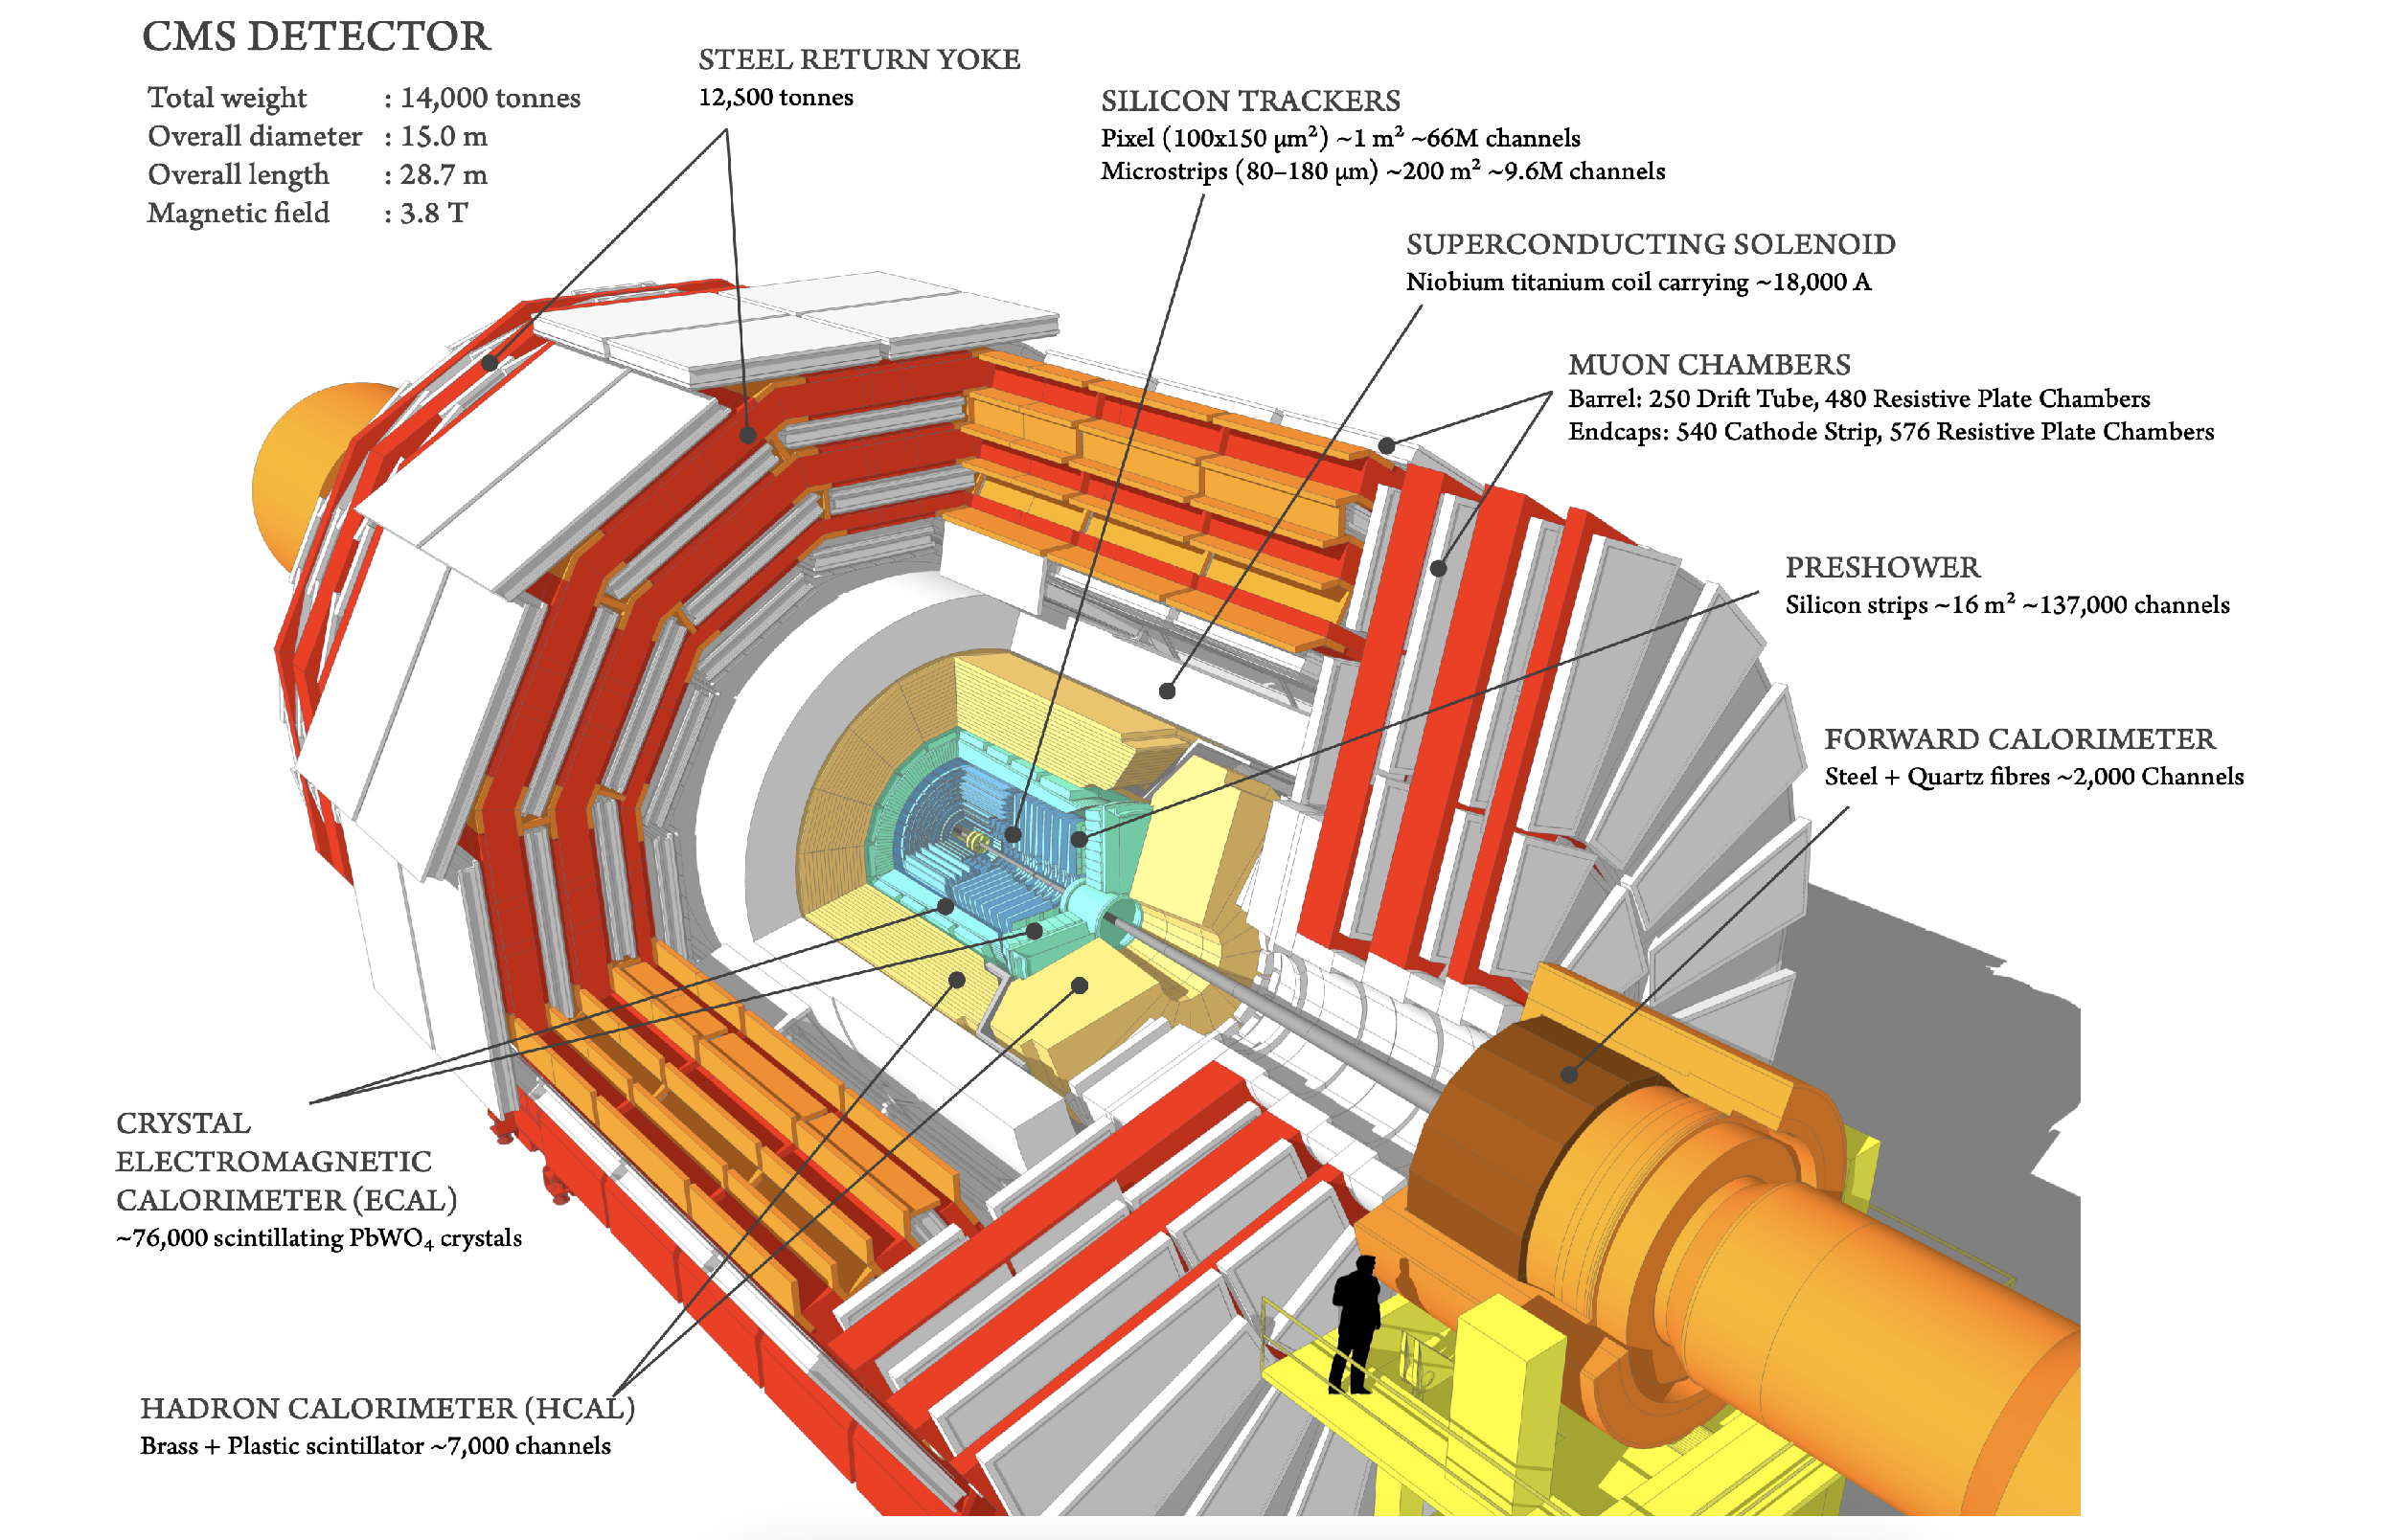 CMS DETECTOR
Total weight : 14,000 tonnes
Overall diameter : 15.0 m
Overall length : 28.7 m
Magnetic field : 3.8 T
STEEL RETURN YOKE
12,500 tonnes
SILICON TRACKERS
Pixel (100x150 μm²) ~1 m² ~66M channels
Microstrips (80–180 μm) ~200 m² ~9.6M channels
SUPERCONDUCTING SOLENOID
Niobium titanium coil carrying ~18,000 A
MUON CHAMBERS
Barrel: 250 Drift Tube, 480 Resistive Plate Chambers
Endcaps: 540 Cathode Strip, 576 Resistive Plate Chambers
PRESHOWER
Silicon strips ~16 m² ~137,000 channels
FORWARD CALORIMETER
Steel + Quartz fibres ~2,000 Channels
CRYSTAL
ELECTROMAGNETIC
CALORIMETER (ECAL)
~76,000 scintillating PbWO₄ crystals
HADRON CALORIMETER (HCAL)
Brass + Plastic scintillator ~7,000 channels